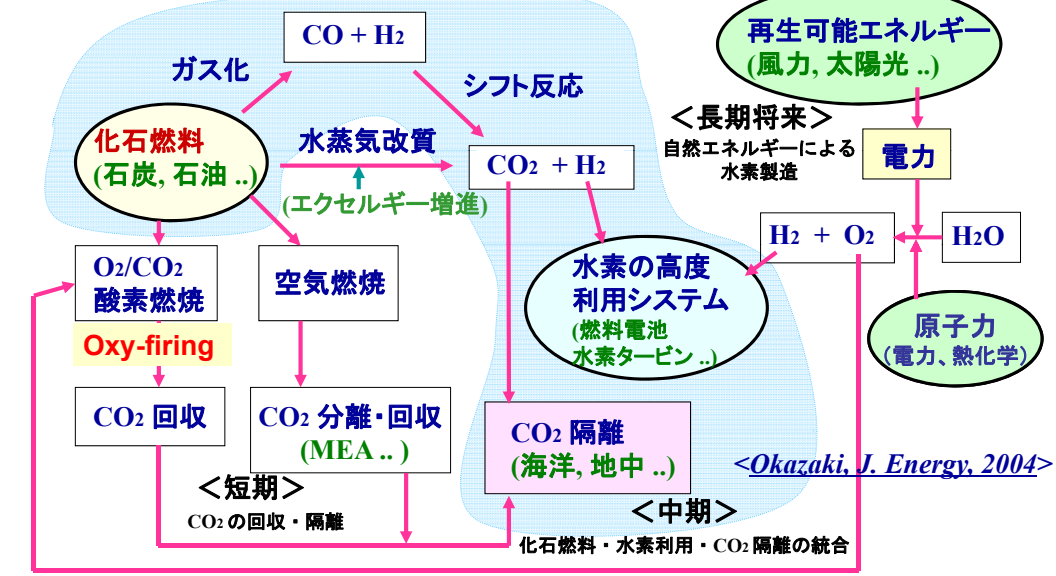 CO + H2
ガス化
シフト反応
再生可能エネルギー
(風力, 太陽光 ..)
化石燃料
(石炭, 石油 ..)
水蒸気改質
(エクセルギー増進)
CO2 + H2
＜長期将来＞
自然エネルギーによる
水素製造
電力
H2 + O2
H2O
O2/CO2
酸素燃焼
Oxy-firing
空気燃焼
水素の高度
利用システム
(燃料電池
水素タービン ..)
原子力
(電力、熱化学)
CO2 回収
CO2 分離・回収
(MEA .. )
CO2 隔離
(海洋, 地中 ..)
<Okazaki, J. Energy, 2004>
＜短期＞
CO2 の回収・隔離
＜中期＞
化石燃料・水素利用・CO2 隔離の統合